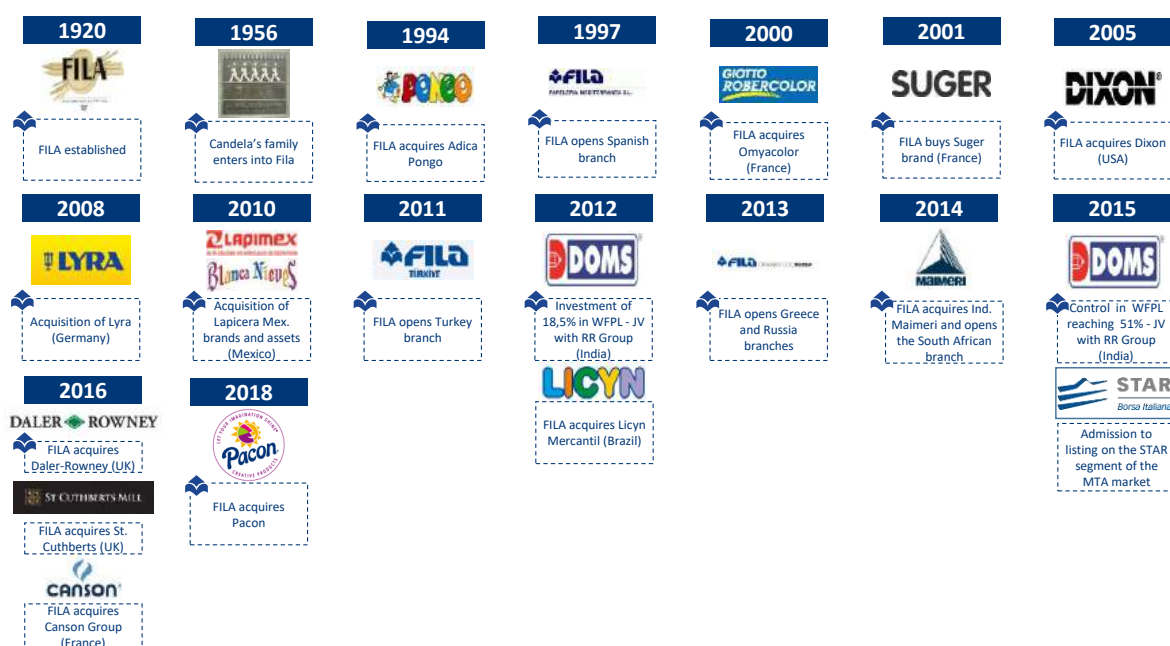 1920
FILA
FILA established
1956
Candela's family
enters into Fila
1994
PONGO
FILA acquires Adica
Pongo
1997
FILA
FILA opens Spanish
branch
2000
GIOTTO
ROBERCOLOR
FILA acquires
Omyacolor
(France)
2001
SUGER
FILA buys Suger
brand (France)
2005
DIXON®
FILA acquires Dixon
(USA)
2008
LYRA
Acquisition of Lyra
(Germany)
2010
LAPIMEX
Blanca Nieves
Acquisition of
Lapicera Mex.
brands and assets
(Mexico)
2011
FILA
TÜRKİYE
FILA opens Turkey
branch
2012
DOMS
Investment of
18,5% in WFPL - JV
with RR Group
(India)
LICYN
FILA acquires Licyn
Mercantil (Brazil)
2013
FILA
FILA opens Greece
and Russia
branches
2014
MAIMERI
FILA acquires Ind.
Maimeri and opens
the South African
branch
2015
DOMS
Control in WFPL
reaching 51% - JV
with RR Group
(India)
STAR
Borsa Italiana
Admission to
listing on the STAR
segment of the
MTA market
2016
DALER ROWNEY
FILA acquires
Daler-Rowney (UK)
ST CUTHBERTS MILL
FILA acquires St.
Cuthberts (UK)
CANSON®
FILA acquires
Canson Group
(France)
2018
LET YOUR IMAGINATION SHINE!
Pacon
CREATIVE PRODUCTS
FILA acquires
Pacon